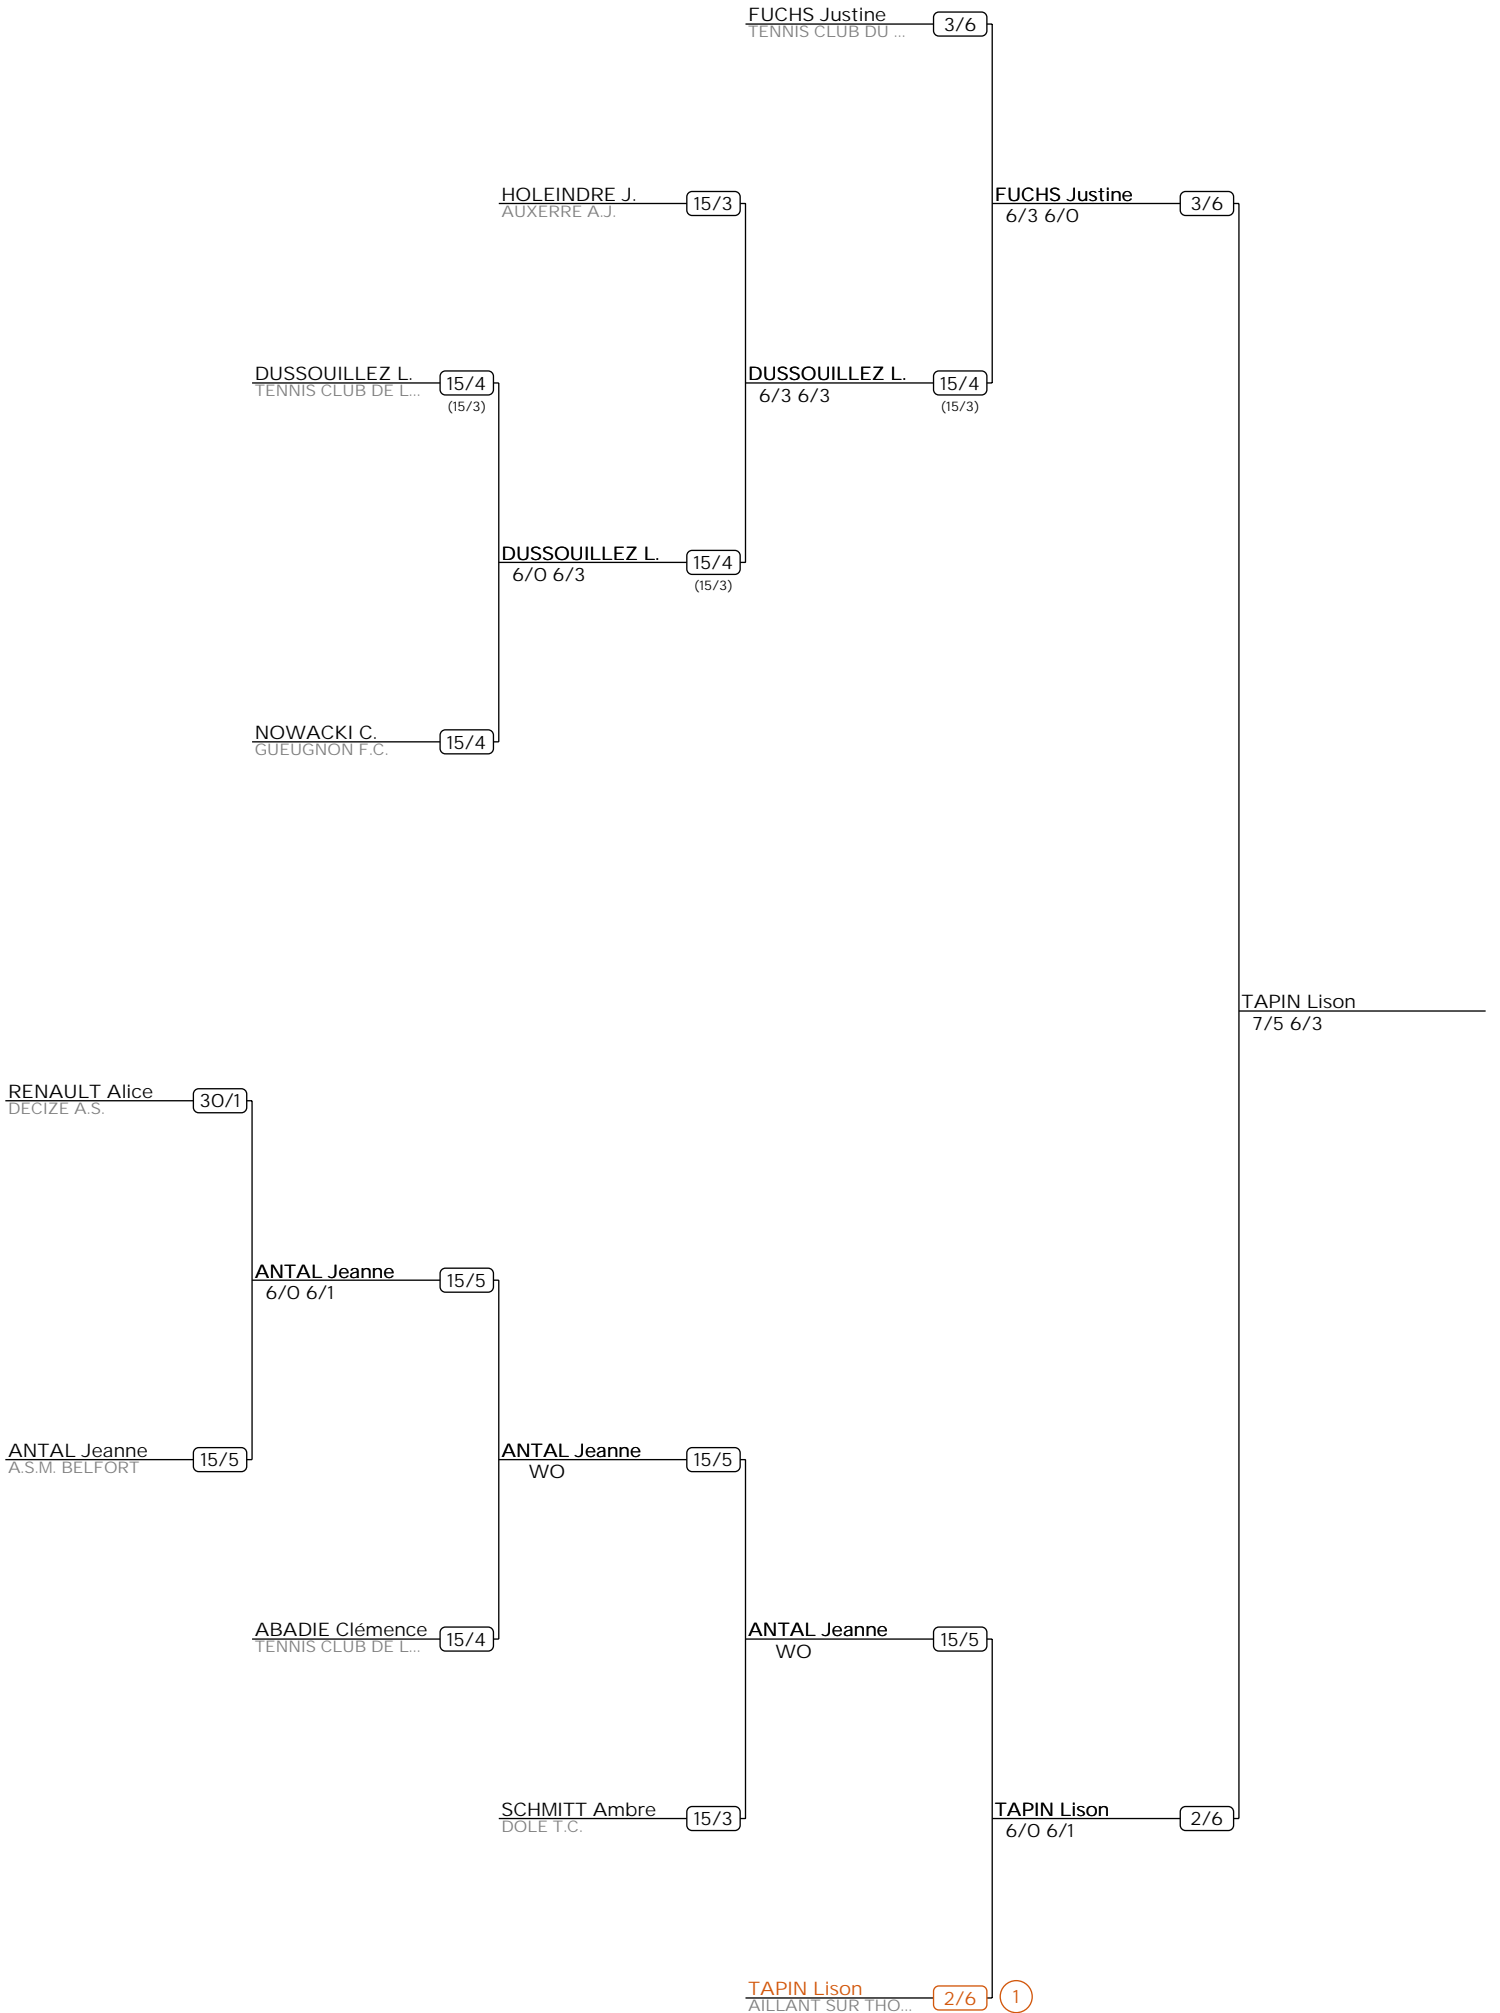 FUCHS Justine
3/6
TENNIS CLUB DU ...
HOLEINDRE J.
15/3
AUXERRE A.J.
FUCHS Justine
3/6
6/3 6/0
DUSSOUILLEZ L.
15/4
TENNIS CLUB DE L...
(15/3)
DUSSOUILLEZ L.
15/4
6/3 6/3
(15/3)
DUSSOUILLEZ L.
15/4
6/0 6/3
(15/3)
NOWACKI C.
15/4
GUEUGNON F.C.
TAPIN Lison
7/5 6/3
RENAULT Alice
30/1
DECIZE A.S.
ANTAL Jeanne
15/5
6/0 6/1
ANTAL Jeanne
15/5
A.S.M. BELFORT
ANTAL Jeanne
15/5
WO
ABADIE Clémence
15/4
TENNIS CLUB DE L...
ANTAL Jeanne
15/5
WO
SCHMITT Ambre
15/3
DOLE T.C.
TAPIN Lison
2/6
6/0 6/1
TAPIN Lison
2/6
1
AILLANT SUR THO...